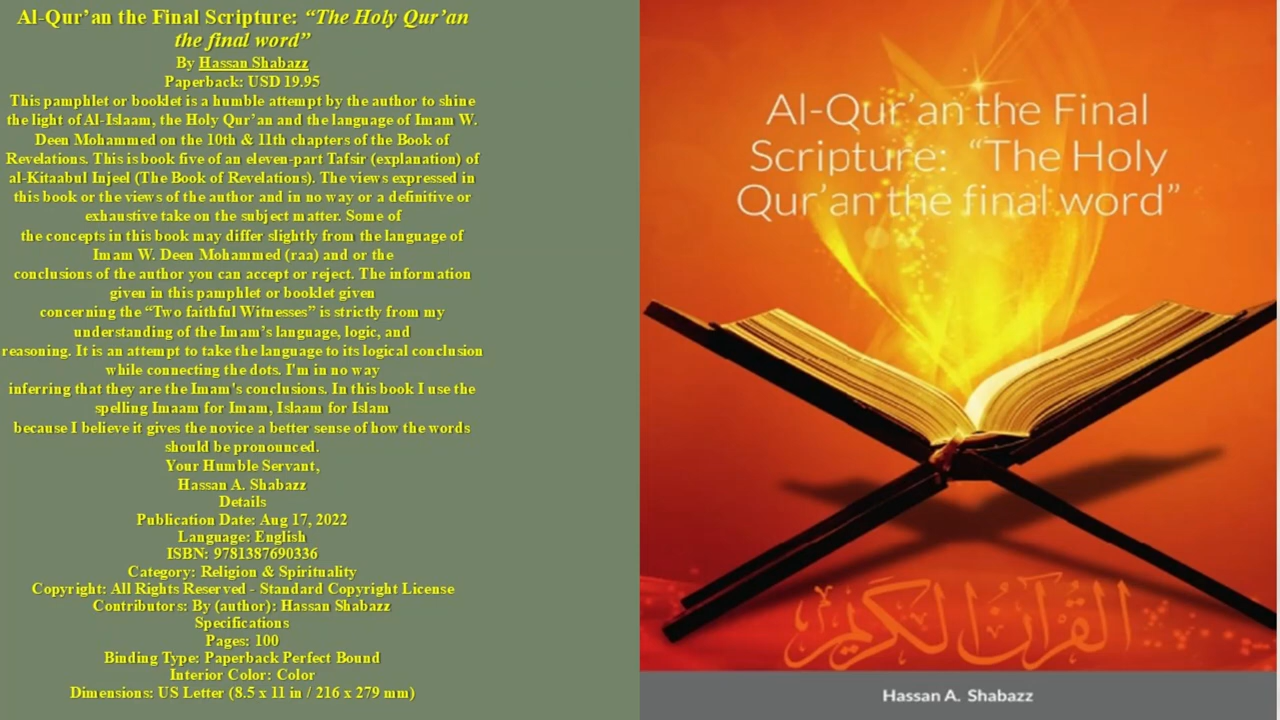 Al-Qur’an the Final Scripture: “The Holy Qur’an
the final word”
By Hassan Shabazz
Paperback: USD 19.95
This pamphlet or booklet is a humble attempt by the author to shine
the light of Al-Islaam, the Holy Qur’an and the language of Imam W.
Deen Mohammed on the 10th & 11th chapters of the Book of
Revelations. This is book five of an eleven-part Tafsir (explanation) of
al-Kitaabul Injeel (The Book of Revelations). The views expressed in
this book or the views of the author and in no way or a definitive or
exhaustive take on the subject matter. Some of
the concepts in this book may differ slightly from the language of
Imam W. Deen Mohammed (raa) and or the
conclusions of the author you can accept or reject. The information
given in this pamphlet or booklet given
concerning the “Two faithful Witnesses” is strictly from my
understanding of the Imam’s language, logic, and
reasoning. It is an attempt to take the language to its logical conclusion
while connecting the dots. I'm in no way
inferring that they are the Imam's conclusions. In this book I use the
spelling Imaam for Imam, Islaam for Islam
because I believe it gives the novice a better sense of how the words
should be pronounced.
Your Humble Servant,
Hassan A. Shabazz
Details
Publication Date: Aug 17, 2022
Language: English
ISBN: 9781387690336
Category: Religion & Spirituality
Copyright: All Rights Reserved - Standard Copyright License
Contributors: By (author): Hassan Shabazz
Specifications
Pages: 100
Binding Type: Paperback Perfect Bound
Interior Color: Color
Dimensions: US Letter (8.5 x 11 in / 216 x 279 mm)
Al-Qur’an the Final
Scripture: “The Holy
Qur’an the final word”
القرآن الكريم
Hassan A. Shabazz